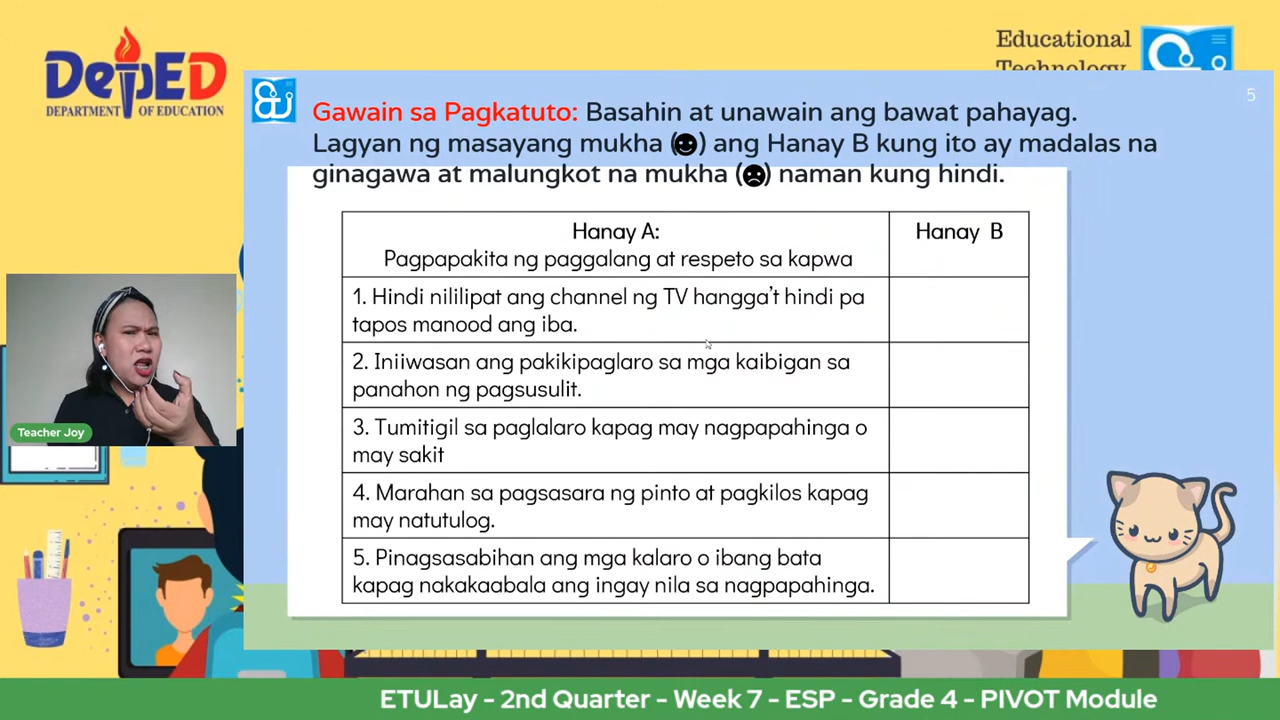 DepED
DEPARTMENT OF EDUCATION
Educational
Technology
5
Gawain sa Pagkatuto: Basahin at unawain ang bawat pahayag.
Lagyan ng masayang mukha (☻) ang Hanay B kung ito ay madalas na
ginagawa at malungkot na mukha (☹) naman kung hindi.
Hanay A:
Pagpapakita ng paggalang at respeto sa kapwa
Hanay B
1. Hindi nililipat ang channel ng TV hangga't hindi pa
tapos manood ang iba.
2. Iniiwasan ang pakikipaglaro sa mga kaibigan sa
panahon ng pagsusulit.
3. Tumitigil sa paglalaro kapag may nagpapahinga o
may sakit
4. Marahan sa pagsasara ng pinto at pagkilos kapag
may natutulog.
5. Pinagsasabihan ang mga kalaro o ibang bata
kapag nakakaabala ang ingay nila sa nagpapahinga.
Teacher Joy
ETULay - 2nd Quarter - Week 7 - ESP - Grade 4 - PIVOT Module